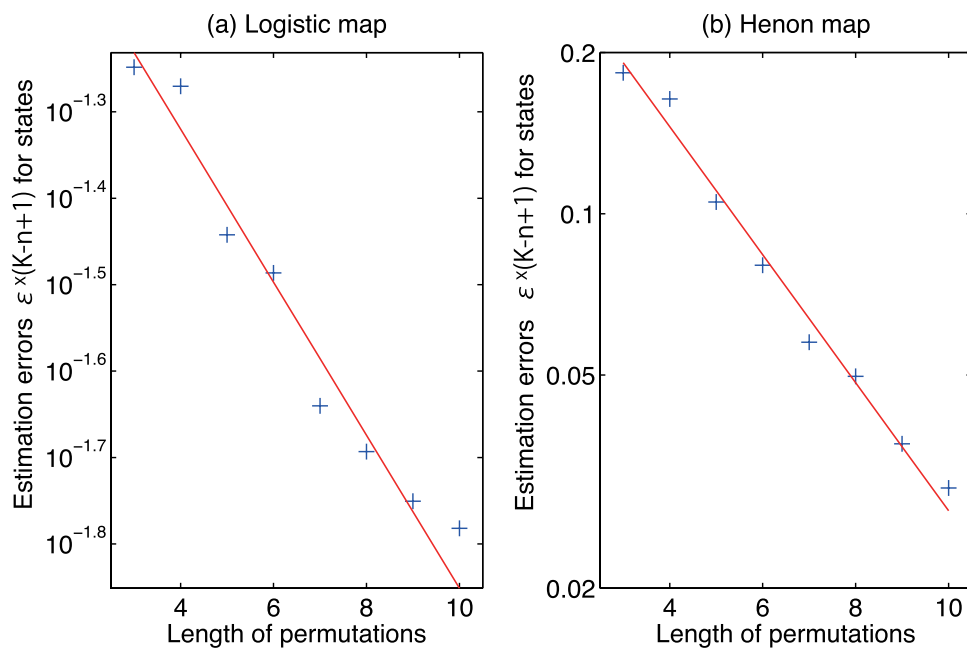 (a) Logistic map
Estimation errors ε^x(K-n+1) for states
10^−1.3
10^−1.4
10^−1.5
10^−1.6
10^−1.7
10^−1.8
4 6 8 10
Length of permutations
(b) Henon map
Estimation errors ε^x(K-n+1) for states
0.2
0.1
0.05
0.02
4 6 8 10
Length of permutations